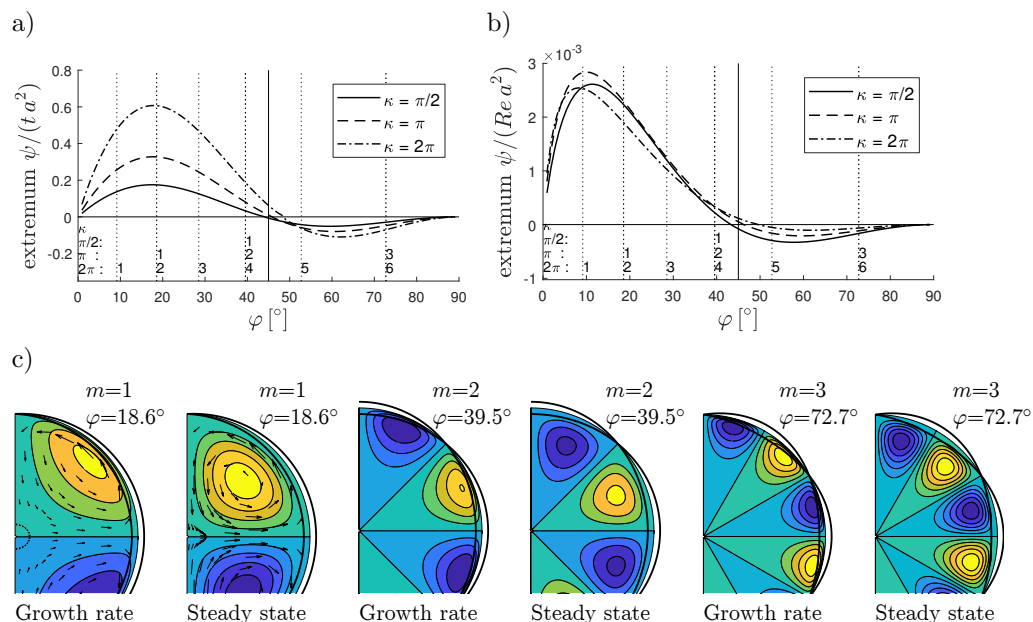 a)
extremum ψ/(t a²)
0.8
0.6
0.4
0.2
0
-0.2
κ = π/2
κ = π
κ = 2π
κ
π/2: 1
π : 1 2 3
2π : 1 2 3 4 5 6
0 10 20 30 40 50 60 70 80 90
φ [°]
b)
extremum ψ/(Re a²)
×10⁻³
4
3
2
1
0
-1
κ = π/2
κ = π
κ = 2π
κ
π/2: 1
π : 1 2 3
2π : 1 2 3 4 5 6
0 10 20 30 40 50 60 70 80 90
φ [°]
c)
m=1 m=1 m=2 m=2 m=3 m=3
φ=18.6° φ=18.6° φ=39.5° φ=39.5° φ=72.7° φ=72.7°
Growth rate Steady state Growth rate Steady state Growth rate Steady state